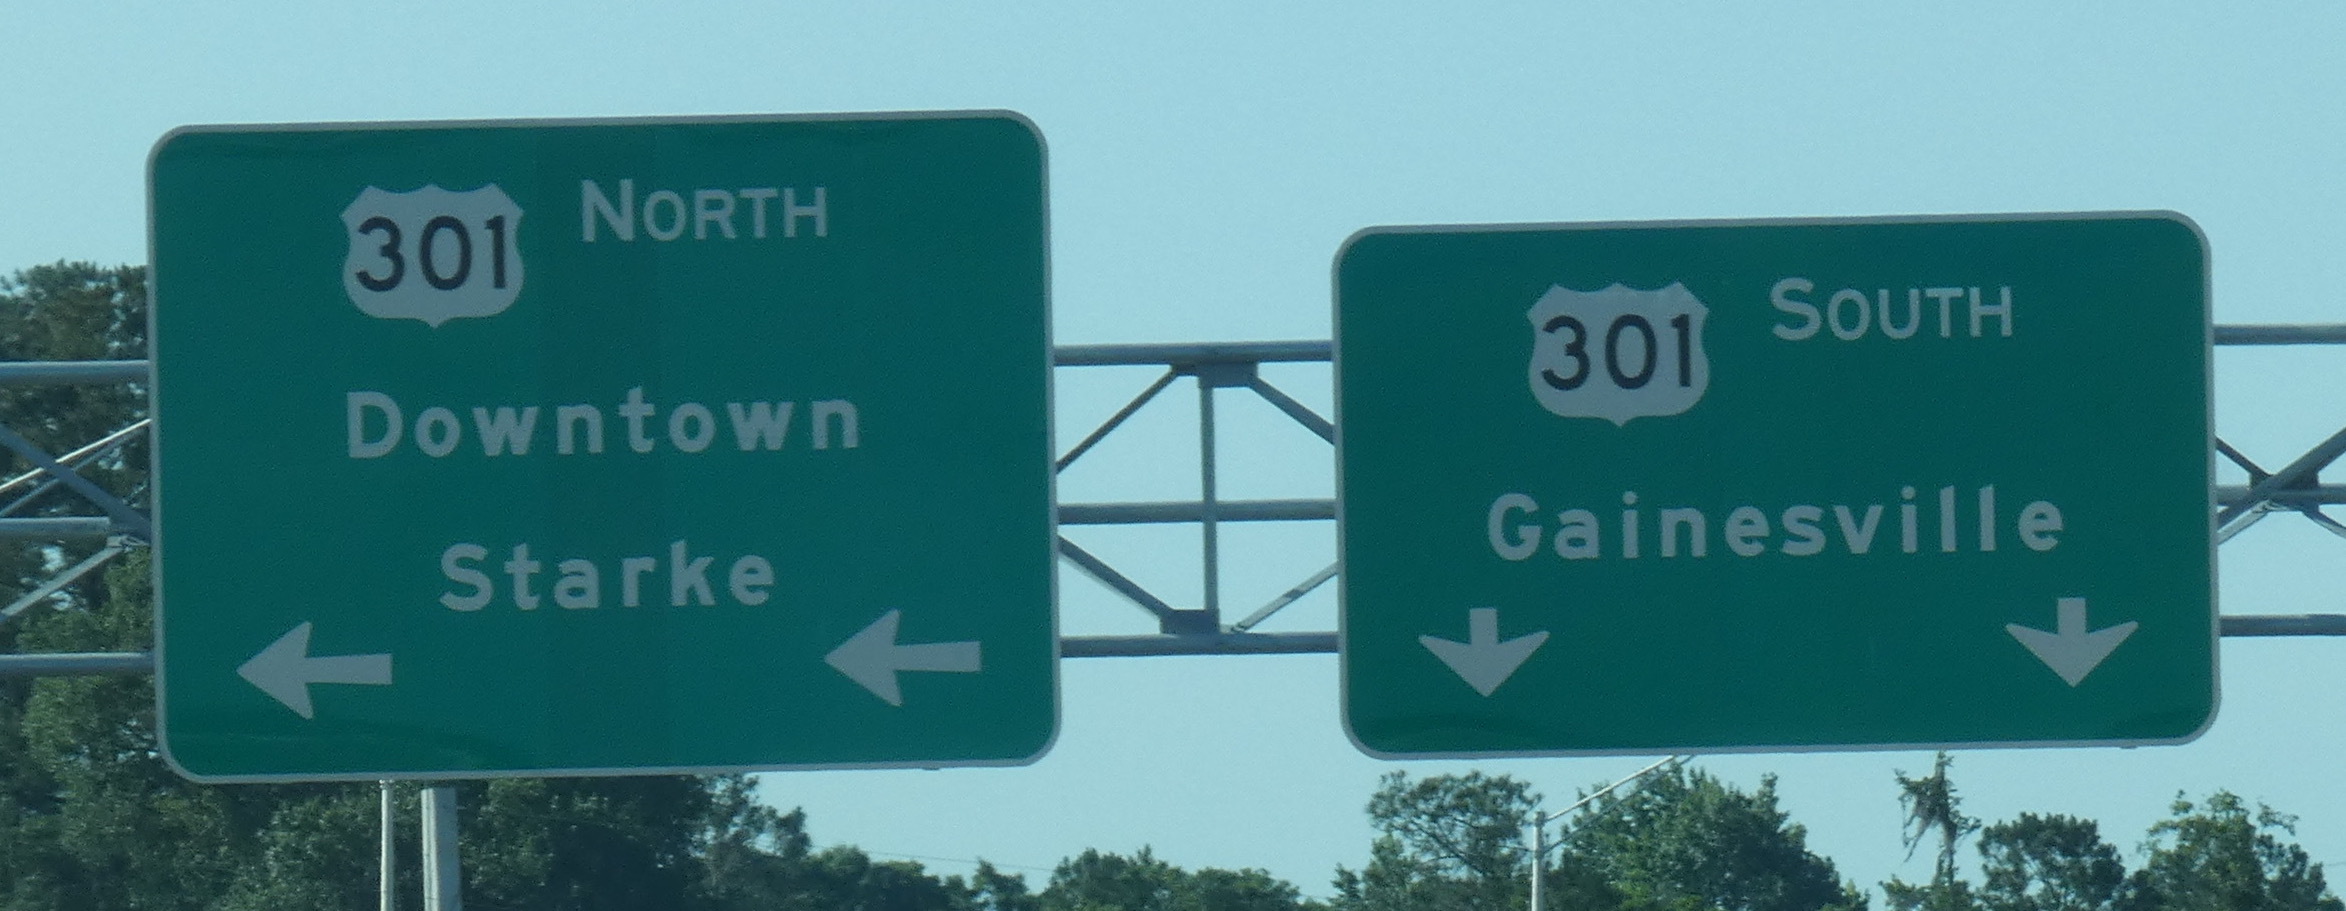 301 NORTH
Downtown
Starke
301 SOUTH
Gainesville